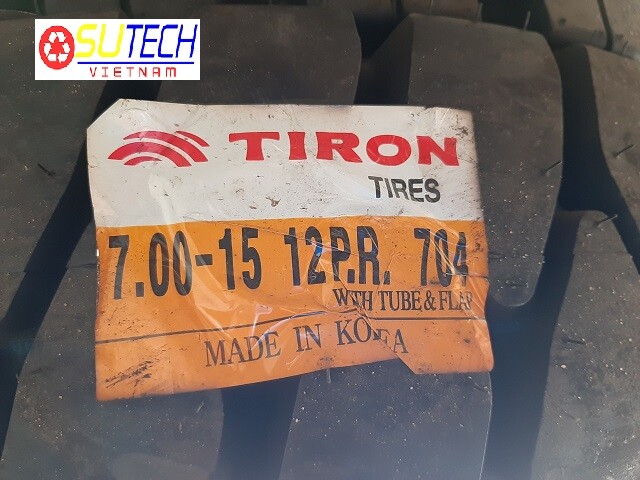 SUTECH
VIETNAM
TIRON
TIRES
7.00-15 12P.R. 704
WITH TUBE & FLAP
MADE IN KOREA